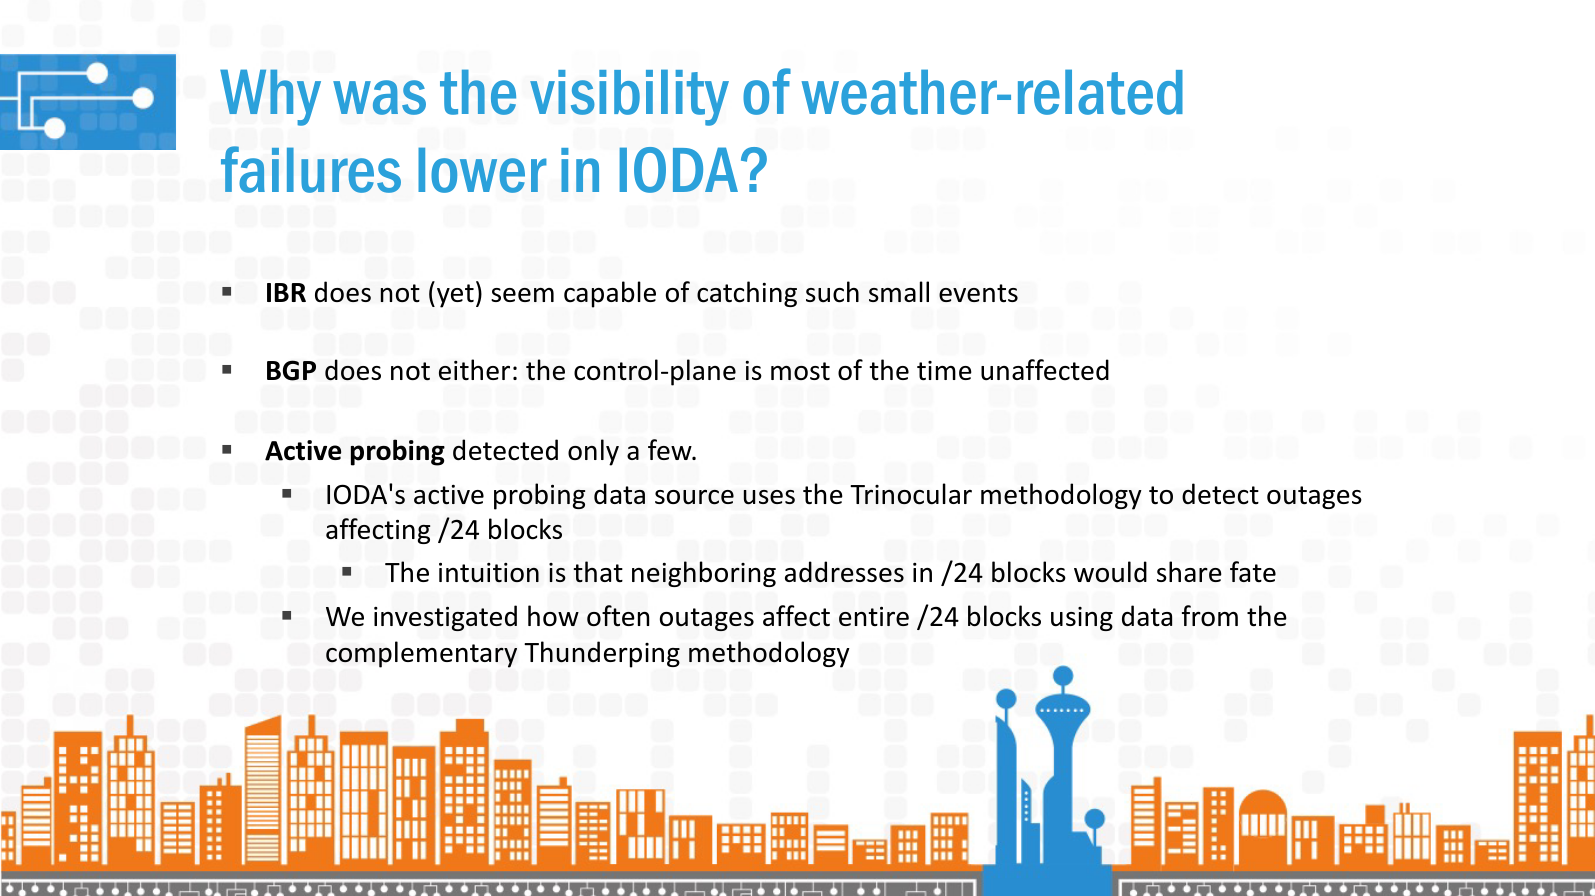 Why was the visibility of weather-related
failures lower in IODA?
▪ IBR does not (yet) seem capable of catching such small events
▪ BGP does not either: the control-plane is most of the time unaffected
▪ Active probing detected only a few.
▪ IODA's active probing data source uses the Trinocular methodology to detect outages
affecting /24 blocks
▪ The intuition is that neighboring addresses in /24 blocks would share fate
▪ We investigated how often outages affect entire /24 blocks using data from the
complementary Thunderping methodology